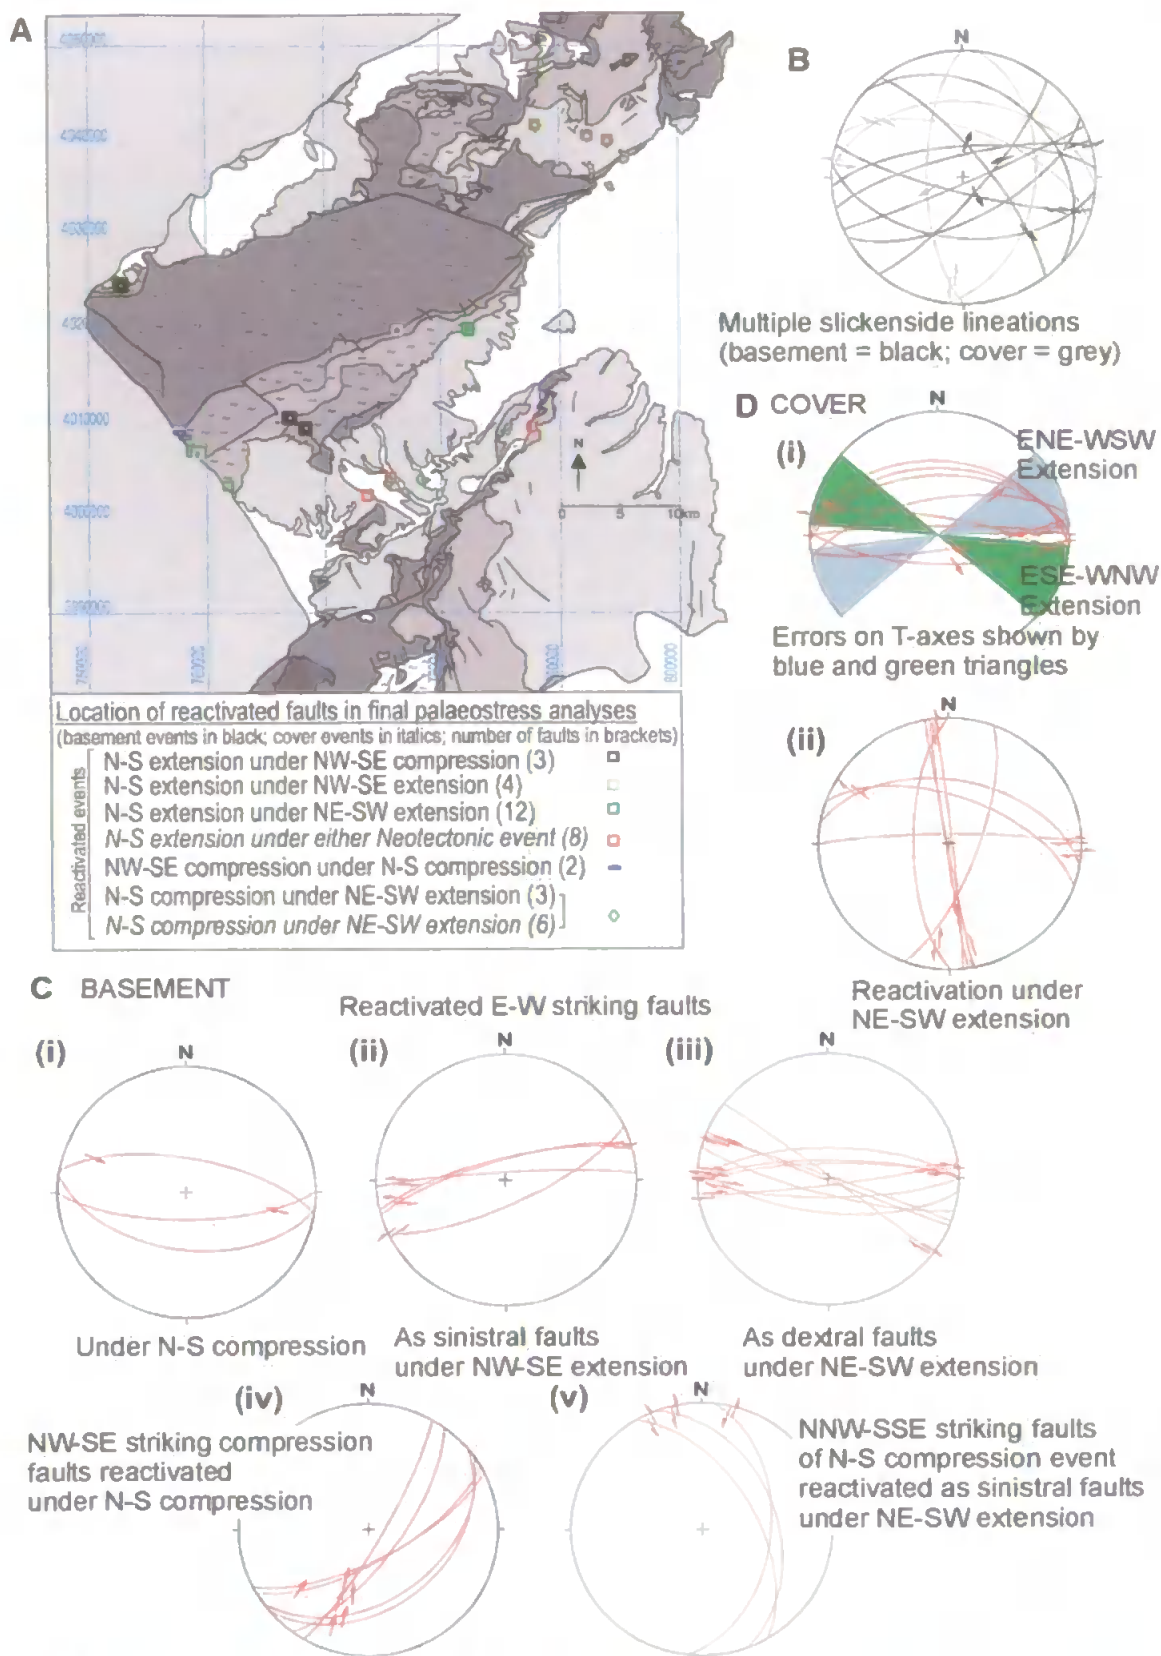 A
B
N
4040000
4030000
N
0 5 10km
800000
Multiple slickenside lineations
(basement = black; cover = grey)
D COVER
N
(i)
ENE-WSW
Extension
ESE-WNW
Extension
Errors on T-axes shown by
blue and green triangles
(ii)
N
Reactivation under
NE-SW extension
Location of reactivated faults in final palaeostress analyses
(basement events in black; cover events in italics; number of faults in brackets)
Reactivated events
N-S extension under NW-SE compression (3)
N-S extension under NW-SE extension (4)
N-S extension under NE-SW extension (12)
N-S extension under either Neotectonic event (8)
NW-SE compression under N-S compression (2)
N-S compression under NE-SW extension (3)
N-S compression under NE-SW extension (6)
C BASEMENT
Reactivated E-W striking faults
(i)
N
(ii)
N
(iii)
N
Under N-S compression
As sinistral faults
under NW-SE extension
As dextral faults
under NE-SW extension
(iv)
N
NW-SE striking compression
faults reactivated
under N-S compression
(v)
N
NNW-SSE striking faults
of N-S compression event
reactivated as sinistral faults
under NE-SW extension